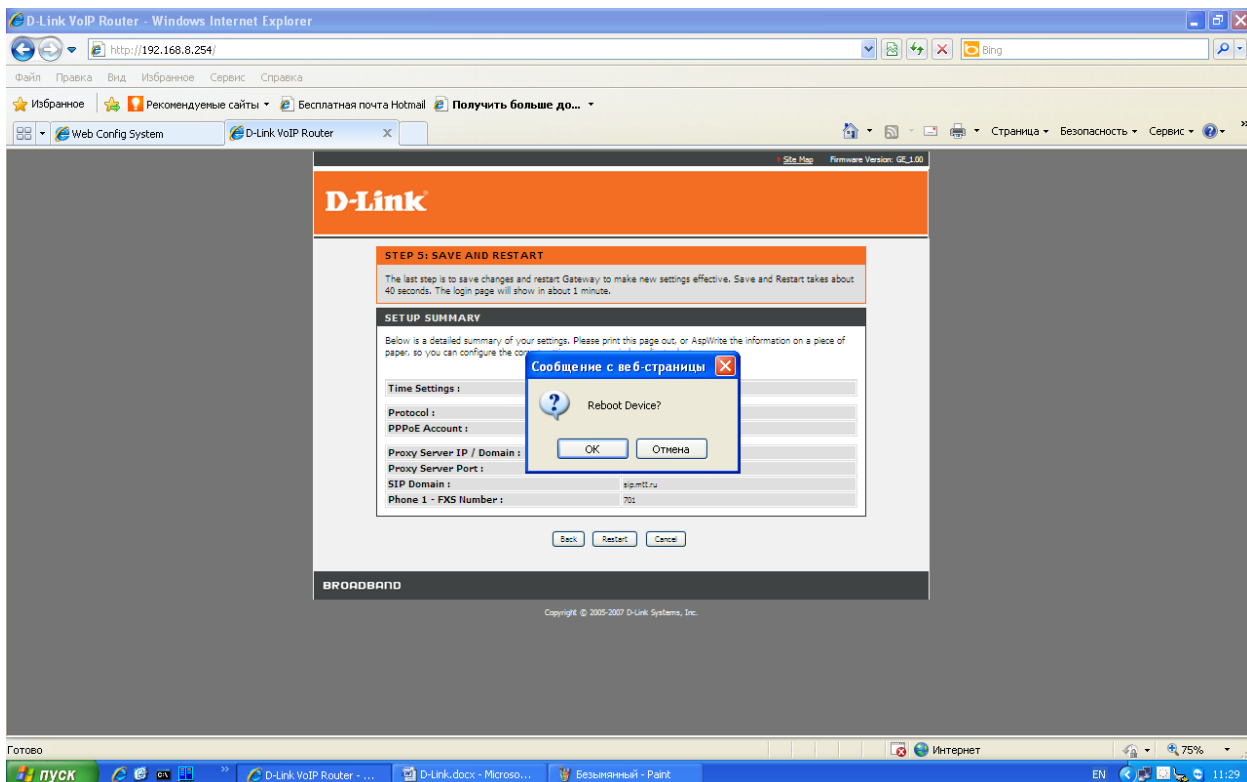 D-Link VoIP Router - Windows Internet Explorer
http://192.168.8.254/
Bing
Файл Правка Вид Избранное Сервис Справка
Избранное Рекомендуемые сайты Бесплатная почта Hotmail Получить больше до...
Web Config System D-Link VoIP Router Страница Безопасность Сервис
Site Map Firmware Version: GE_1.00
D-Link
STEP 5: SAVE AND RESTART
The last step is to save changes and restart Gateway to make new settings effective. Save and Restart takes about
40 seconds. The login page will show in about 1 minute.
SETUP SUMMARY
Below is a detailed summary of your settings. Please print this page out, or AspWrite the information on a piece of
paper, so you can configure the
Сообщение с веб-страницы
Reboot Device?
OK Отмена
Time Settings :
Protocol :
PPPoE Account :
Proxy Server IP / Domain :
Proxy Server Port :
SIP Domain : sip.mtt.ru
Phone 1 - FXS Number : 701
Back Restart Cancel
BROADBAND
Copyright © 2005-2007 D-Link Systems, Inc.
Готово Интернет 75%
пуск D-Link VoIP Router - ... D-Link.docx - Microso... Безымянный - Paint EN 11:29